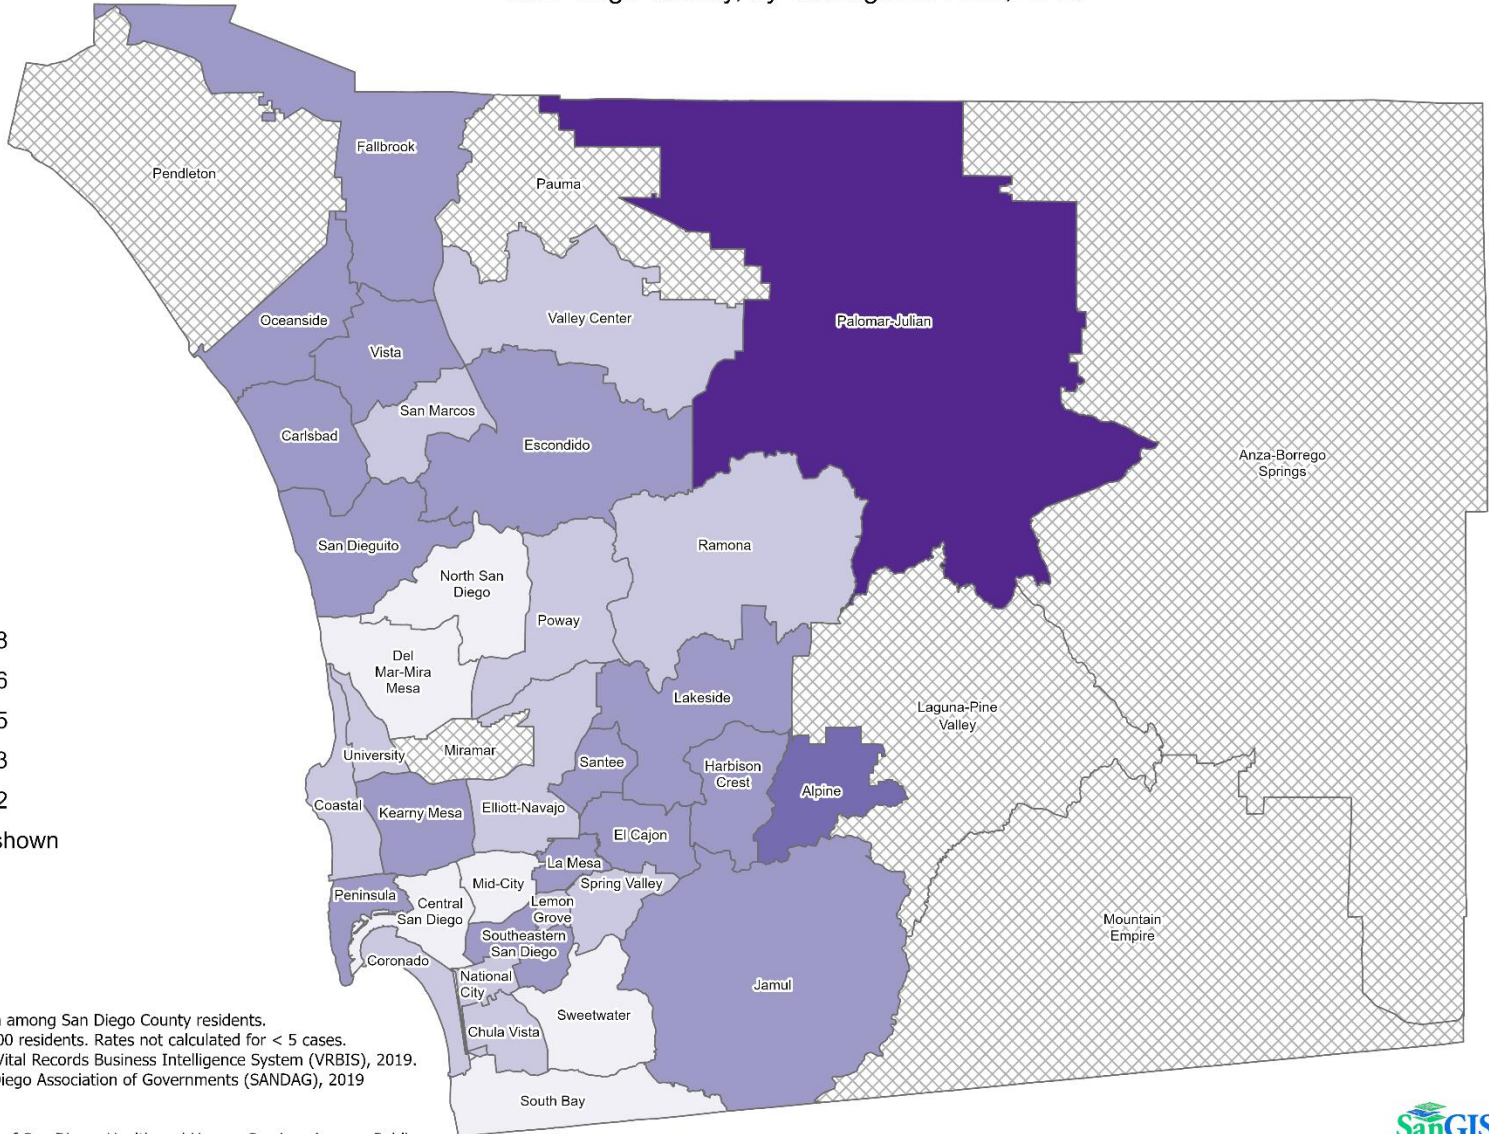 Pendleton
Fallbrook
Pauma
Oceanside
Valley Center
Palomar-Julian
Vista
San Marcos
Carlsbad
Escondido
Anza-Borrego
Springs
San Dieguito
Ramona
North San
Diego
Poway
Del
Mar-Mira
Mesa
Lakeside
Laguna-Pine
Valley
University
Miramar
Santee
Harbison
Crest
Alpine
Coastal
Kearny Mesa
Elliott-Navajo
El Cajon
La Mesa
Mid-City
Spring Valley
Peninsula
Central
San Diego
Lemon
Grove
Mountain
Empire
Southeastern
San Diego
Coronado
National
City
Jamul
Sweetwater
Chula Vista
South Bay
8
6
5
3
2
shown
among San Diego County residents.
00 residents. Rates not calculated for < 5 cases.
Vital Records Business Intelligence System (VRBIS), 2019.
Diego Association of Governments (SANDAG), 2019
SanGIS